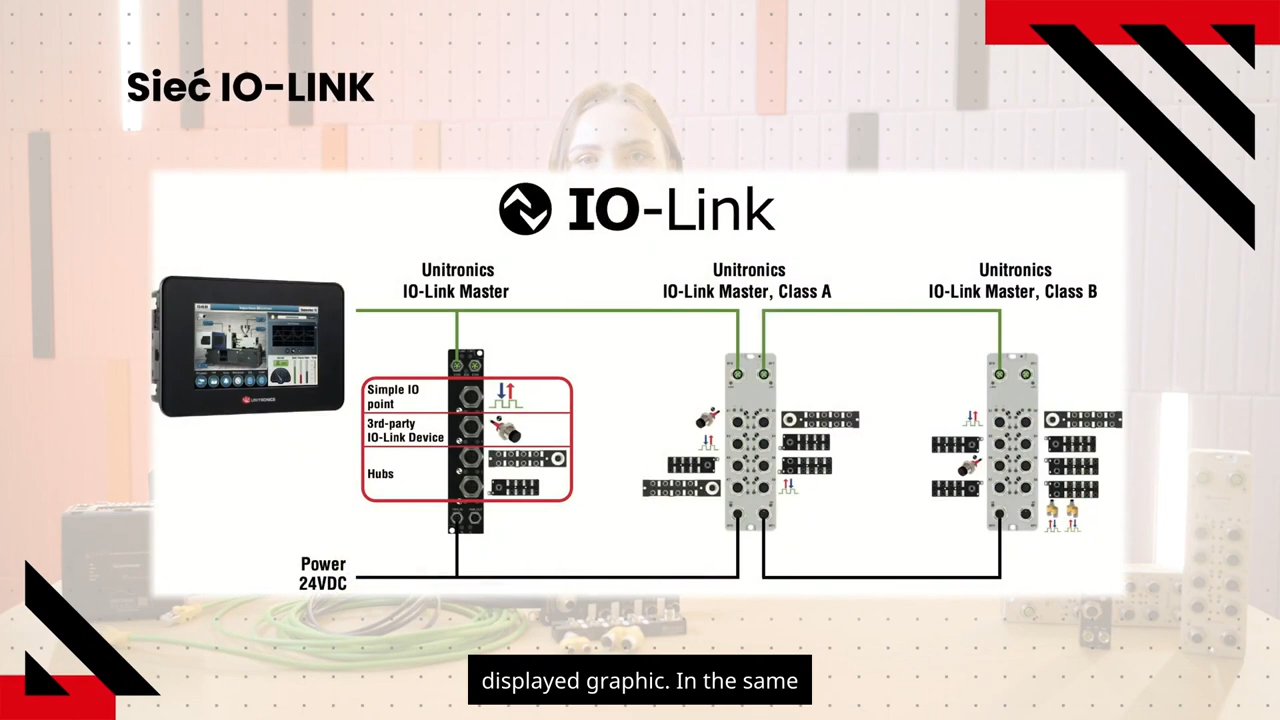 Sieć IO-LINK
IO-Link
Unitronics
IO-Link Master
Unitronics
IO-Link Master, Class A
Unitronics
IO-Link Master, Class B
UNITRONICS
Simple IO
point
3rd-party
IO-Link Device
Hubs
Power
24VDC
displayed graphic. In the same